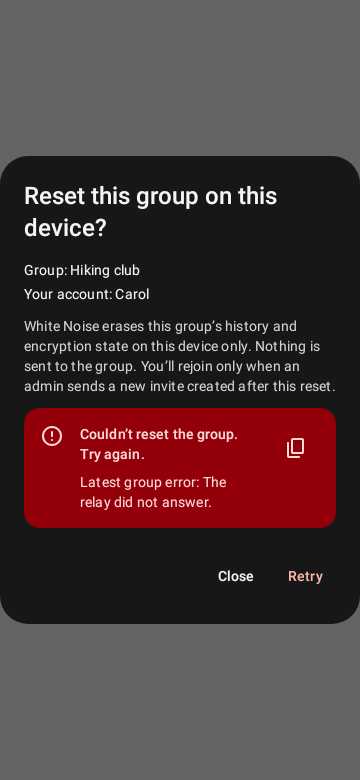 Reset this group on this
device?
Group: Hiking club
Your account: Carol
White Noise erases this group’s history and
encryption state on this device only. Nothing is
sent to the group. You’ll rejoin only when an
admin sends a new invite created after this reset.
Couldn’t reset the group.
Try again.
Latest group error: The
relay did not answer.
Close
Retry